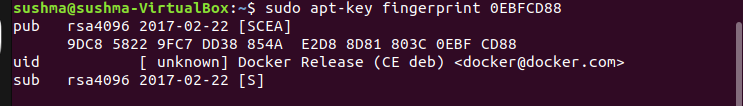 sushma@sushma-VirtualBox:~$ sudo apt-key fingerprint 0EBFCD88
pub   rsa4096 2017-02-22 [SCEA]
      9DC8 5822 9FC7 DD38 854A  E2D8 8D81 803C 0EBF CD88
uid           [ unknown] Docker Release (CE deb) <docker@docker.com>
sub   rsa4096 2017-02-22 [S]